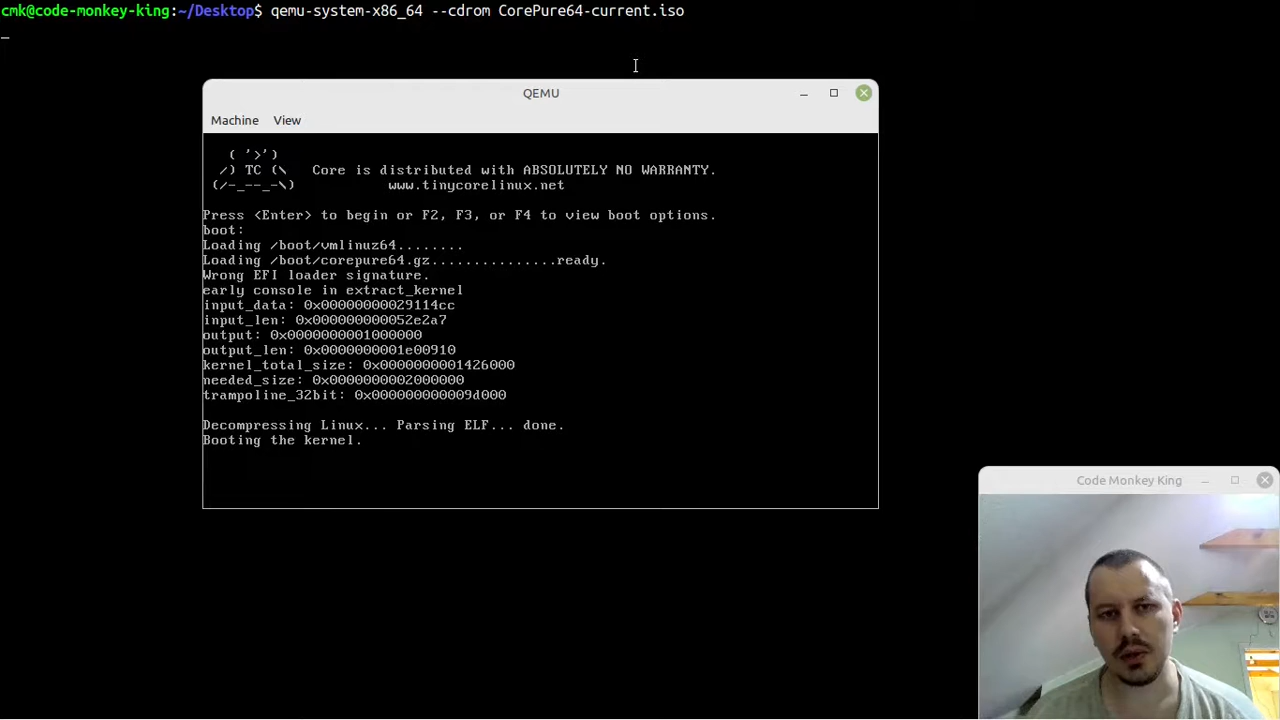 cmk@code-monkey-king:~/Desktop$ qemu-system-x86_64 --cdrom CorePure64-current.iso
QEMU
Machine View
( '>')
/) TC (\ Core is distributed with ABSOLUTELY NO WARRANTY.
(/-_--_-\) www.tinycorelinux.net
Press <Enter> to begin or F2, F3, or F4 to view boot options.
boot:
Loading /boot/vmlinuz64........
Loading /boot/corepure64.gz...............ready.
Wrong EFI loader signature.
early console in extract_kernel
input_data: 0x00000000029114cc
input_len: 0x000000000052e2a7
output: 0x0000000001000000
output_len: 0x0000000001e00910
kernel_total_size: 0x0000000001426000
needed_size: 0x0000000002000000
trampoline_32bit: 0x000000000009d000
Decompressing Linux... Parsing ELF... done.
Booting the kernel.
Code Monkey King